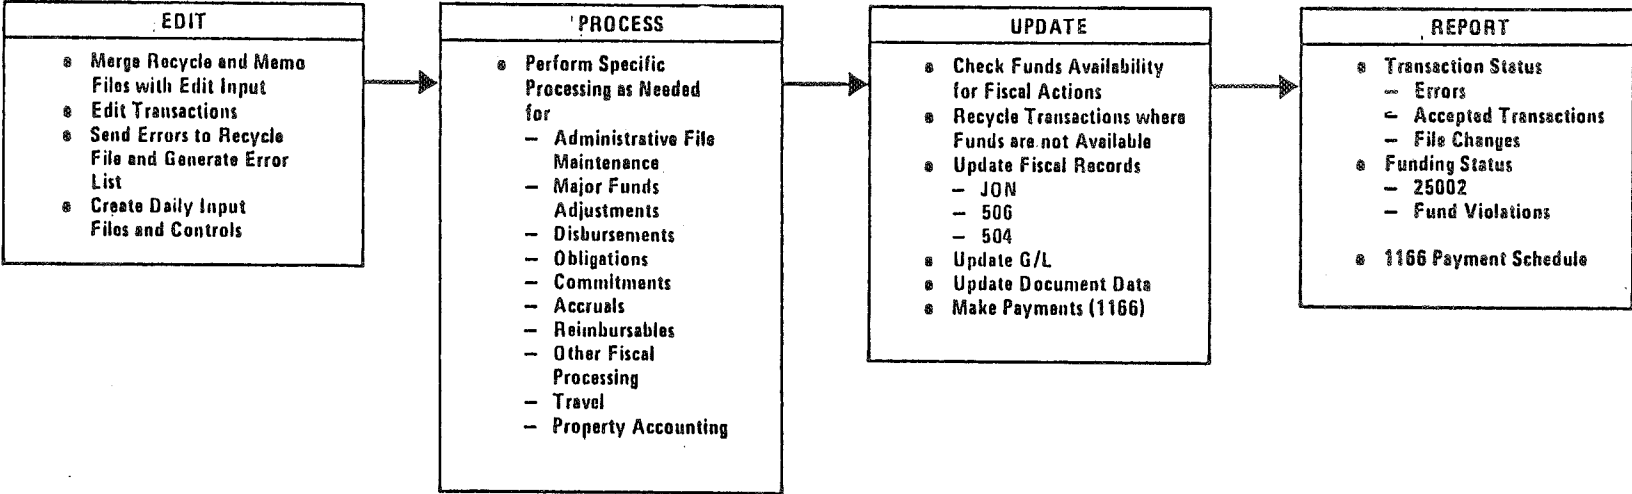 EDIT
• Merge Recycle and Memo
Files with Edit Input
• Edit Transactions
• Send Errors to Recycle
File and Generate Error
List
• Create Daily Input
Files and Controls
PROCESS
• Perform Specific
Processing as Needed
for
– Administrative File
Maintenance
– Major Funds
Adjustments
– Disbursements
– Obligations
– Commitments
– Accruals
– Reimbursables
– Other Fiscal
Processing
– Travel
– Property Accounting
UPDATE
• Check Funds Availability
for Fiscal Actions
• Recycle Transactions where
Funds are not Available
• Update Fiscal Records
– JON
– 506
– 504
• Update G/L
• Update Document Data
• Make Payments (1166)
REPORT
• Transaction Status
– Errors
– Accepted Transactions
– File Changes
• Funding Status
– 25002
– Fund Violations
• 1166 Payment Schedule